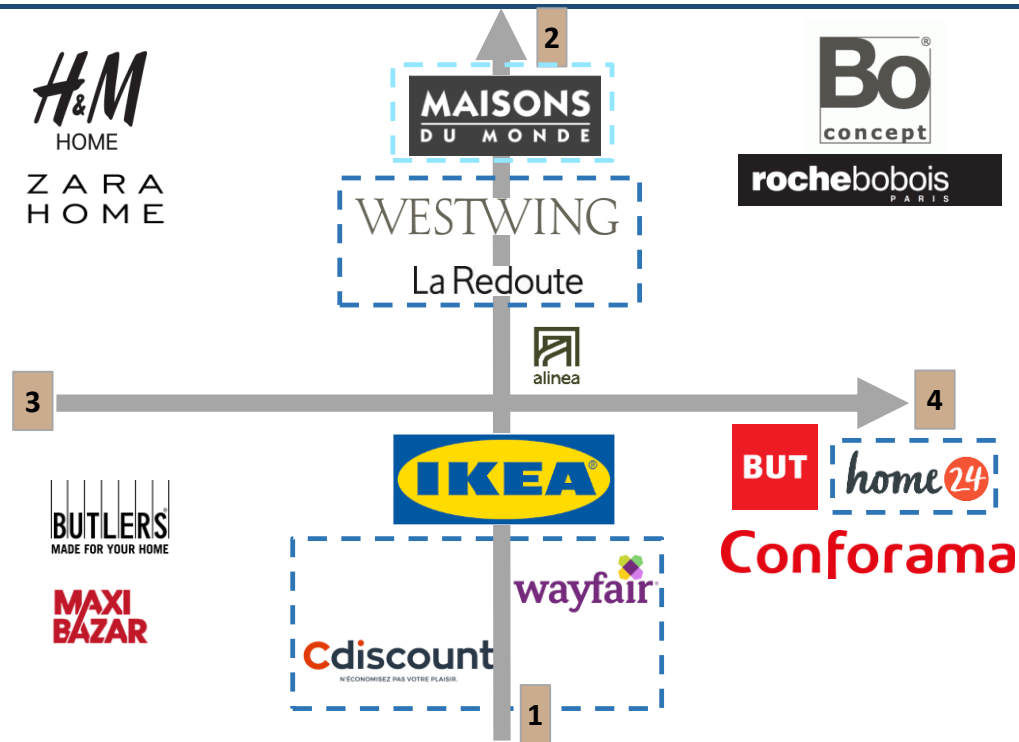 2
H&M
HOME
MAISONS
DU MONDE
Bo®
concept
ZARA
HOME
rochebobois
PARIS
WESTWING
La Redoute
alinea
3
4
IKEA®
BUT
home24
BUTLERS
MADE FOR YOUR HOME
Conforama
wayfair
MAXI
BAZAR
Cdiscount
N'ÉCONOMISEZ PAS VOTRE PLAISIR.
1